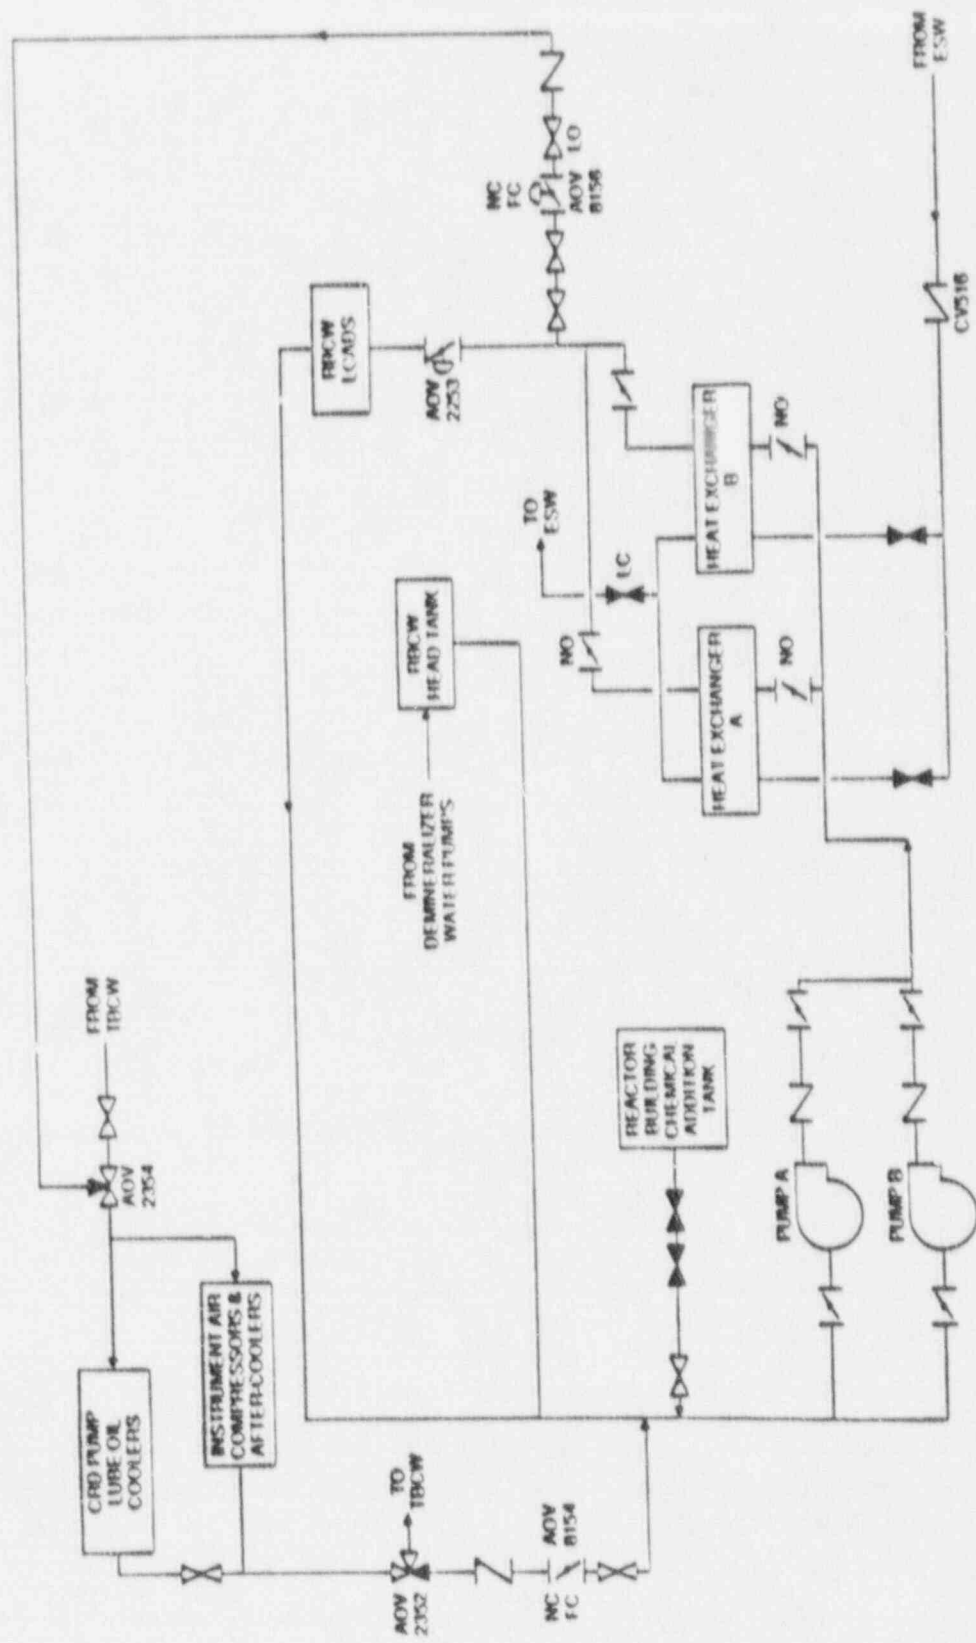 CRD PUMP
LUBE OIL
COOLERS
INSTRUMENT AIR
COMPRESSORS &
AFTER-COOLERS
AOV
2354
FROM
TBCW
AOV
2352
TO
TBCW
NC
FC
AOV
8154
RBCW
LOADS
AOV
2253
NC
FC
AOV
8156
LO
FROM
DEMINERALIZER
WATER PUMPS
RBCW
HEAD TANK
TO
ESW
LC
NO
REACTOR
BUILDING
CHEMICAL
ADDITION
TANK
HEAT EXCHANGER
A
NO
HEAT EXCHANGER
B
NO
PUMP A
PUMP B
CV516
FROM
ESW